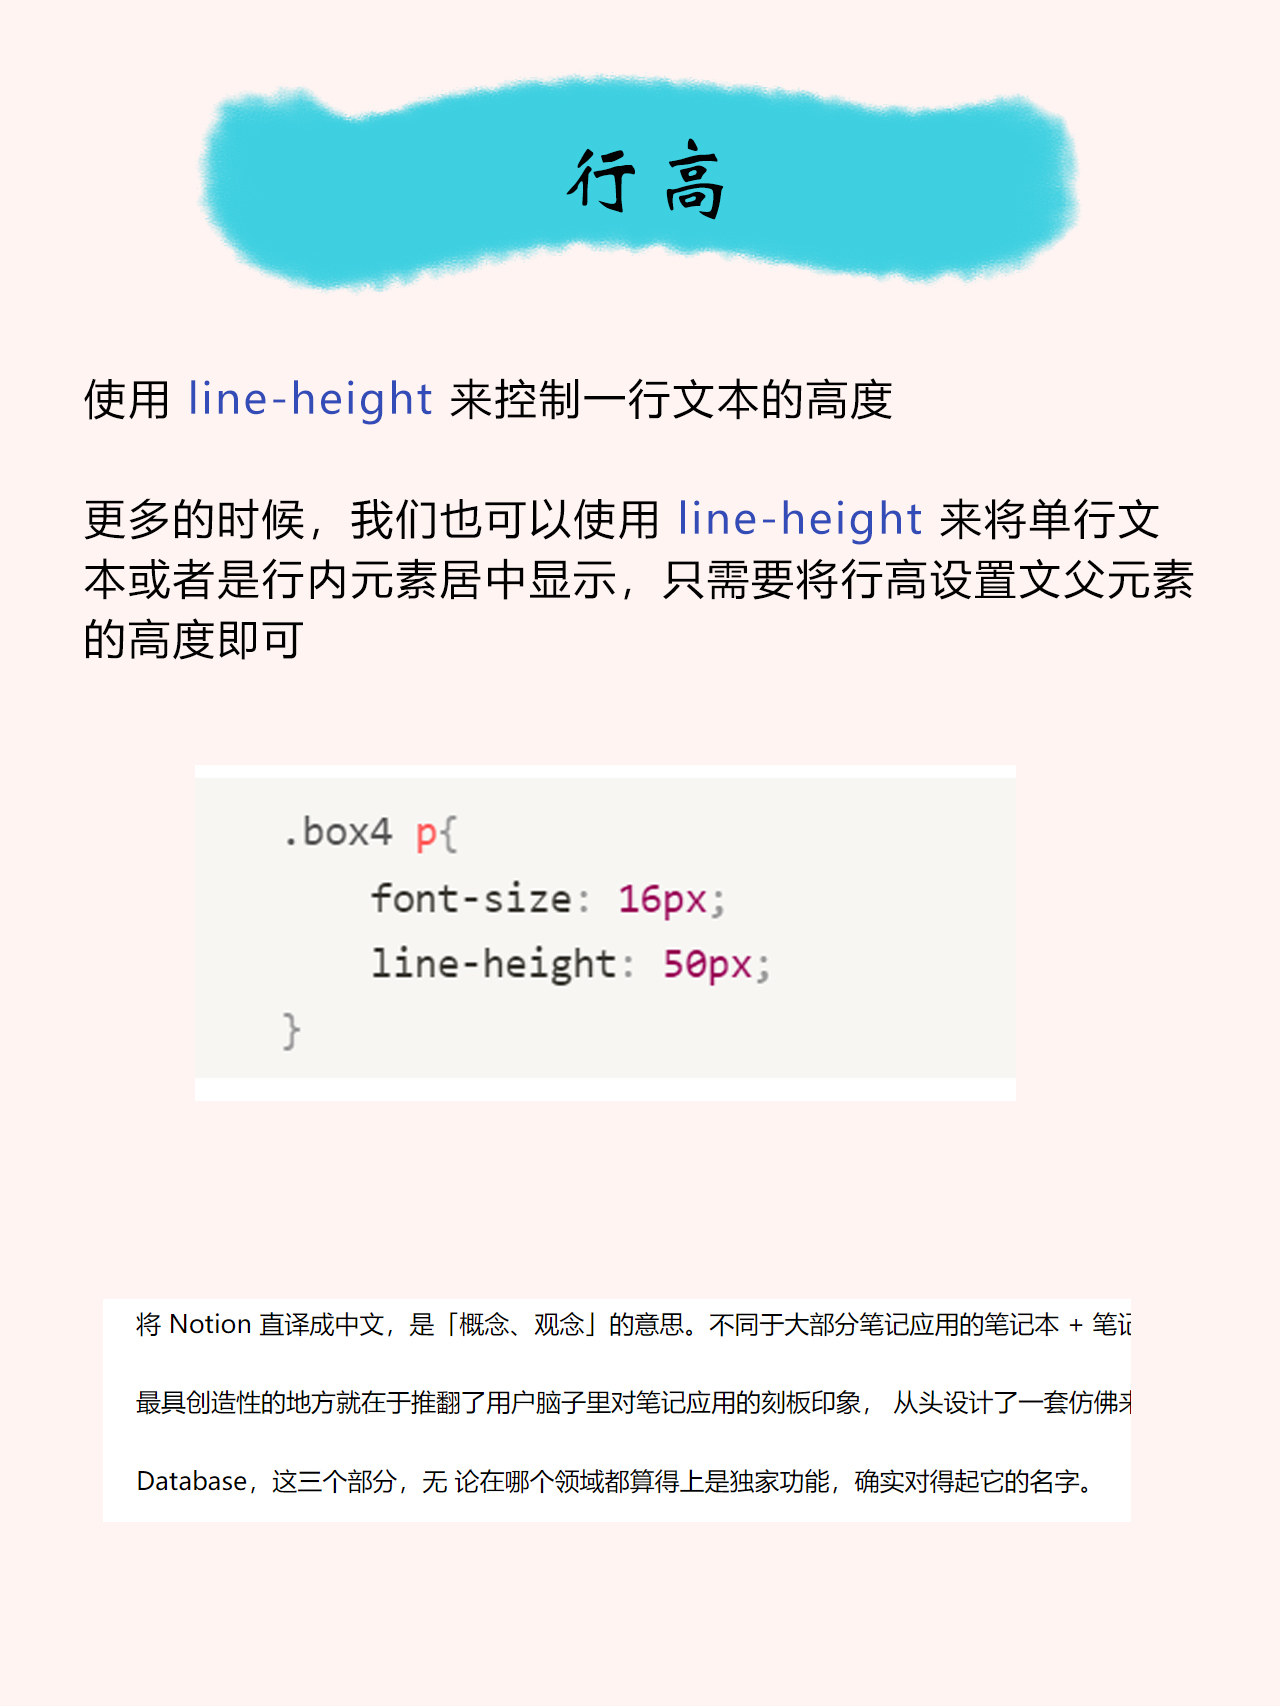 行高
使用 line-height 来控制一行文本的高度
更多的时候，我们也可以使用 line-height 来将单行文
本或者是行内元素居中显示，只需要将行高设置文父元素
的高度即可
.box4 p{
font-size: 16px;
line-height: 50px;
}
将 Notion 直译成中文，是「概念、观念」的意思。不同于大部分笔记应用的笔记本 + 笔记
最具创造性的地方就在于推翻了用户脑子里对笔记应用的刻板印象， 从头设计了一套仿佛来
Database，这三个部分，无 论在哪个领域都算得上是独家功能，确实对得起它的名字。